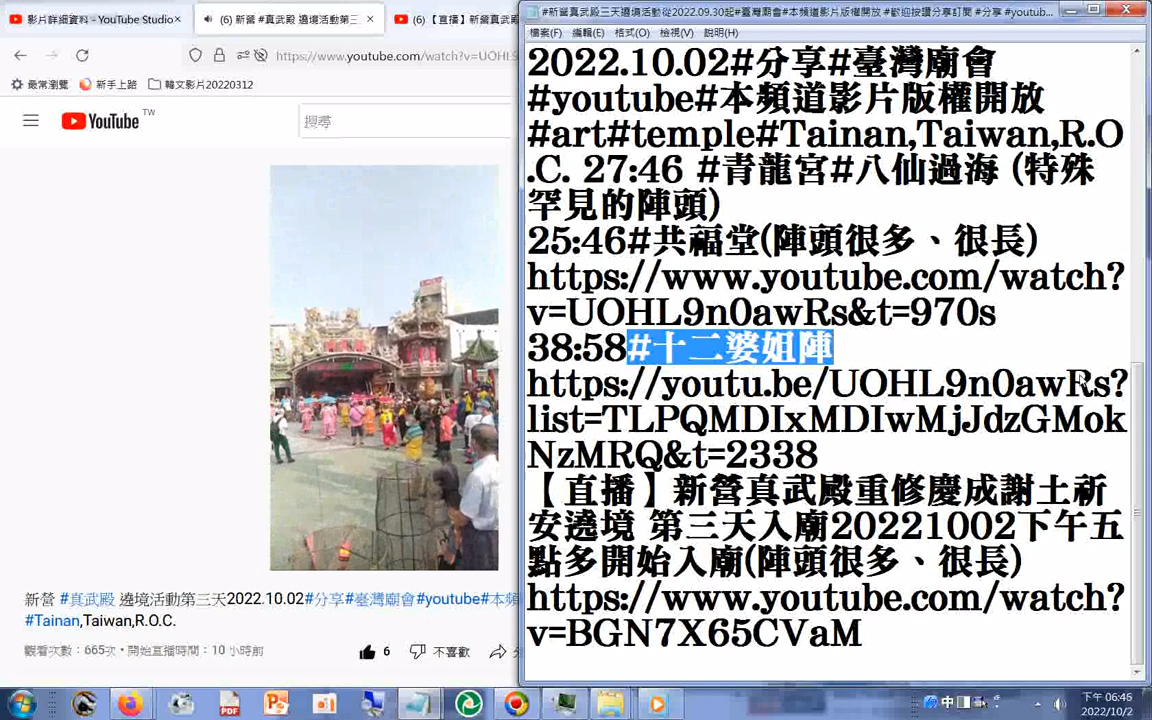 影片詳細資料 - YouTube Studio
(6) 新營 #真武殿 遶境活動第三
(6)【直播】新營真武
https://www.youtube.com/watch?v=UOHL9
最常瀏覽
新手上路
韓文影片20220312
YouTube TW
搜尋
新營 #真武殿 遶境活動第三天2022.10.02#分享#臺灣廟會#youtube#本頻
#Tainan,Taiwan,R.O.C.
觀看次數：665次 • 開始直播時間：10 小時前
6
不喜歡
#新營真武殿三天遶境活動從2022.09.30起#臺灣廟會#本頻道影片版權開放 #歡迎按讚分享訂閱 #分享 #youtub...
檔案(F) 編輯(E) 格式(O) 檢視(V) 說明(H)
2022.10.02#分享#臺灣廟會
#youtube#本頻道影片版權開放
#art#temple#Tainan,Taiwan,R.O
.C. 27:46 #青龍宮#八仙過海 (特殊
罕見的陣頭)
25:46#共福堂(陣頭很多、很長)
https://www.youtube.com/watch?
v=UOHL9n0awRs&t=970s
38:58#十二婆姐陣
https://youtu.be/UOHL9n0awRs?
list=TLPQMDIxMDIwMjJdzGMok
NzMRQ&t=2338
【直播】新營真武殿重修慶成謝土祈
安遶境 第三天入廟20221002下午五
點多開始入廟(陣頭很多、很長)
https://www.youtube.com/watch?
v=BGN7X65CVaM
中
下午 06:46
2022/10/2